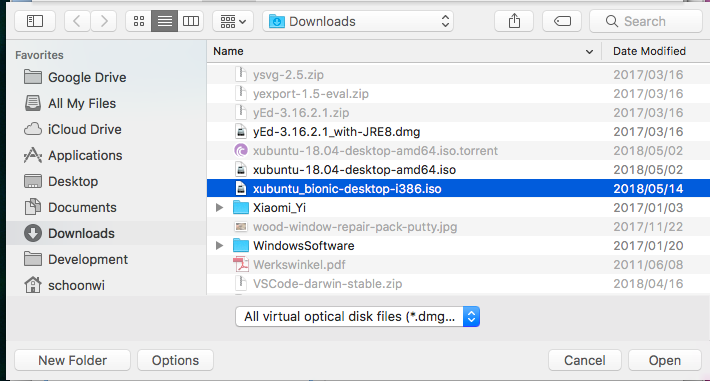 Downloads
Search
Favorites
Name
Date Modified
Google Drive
All My Files
iCloud Drive
Applications
Desktop
Documents
Downloads
Development
schoonwi
ysvg-2.5.zip 2017/03/16
yexport-1.5-eval.zip 2017/03/16
yEd-3.16.2.1.zip 2017/03/16
yEd-3.16.2.1_with-JRE8.dmg 2017/03/16
xubuntu-18.04-desktop-amd64.iso.torrent 2018/05/02
xubuntu-18.04-desktop-amd64.iso 2018/05/02
xubuntu_bionic-desktop-i386.iso 2018/05/14
Xiaomi_Yi 2017/01/03
wood-window-repair-pack-putty.jpg 2017/11/22
WindowsSoftware 2017/01/20
Werkswinkel.pdf 2011/06/08
VSCode-darwin-stable.zip 2018/04/16
All virtual optical disk files (*.dmg...
New Folder
Options
Cancel
Open